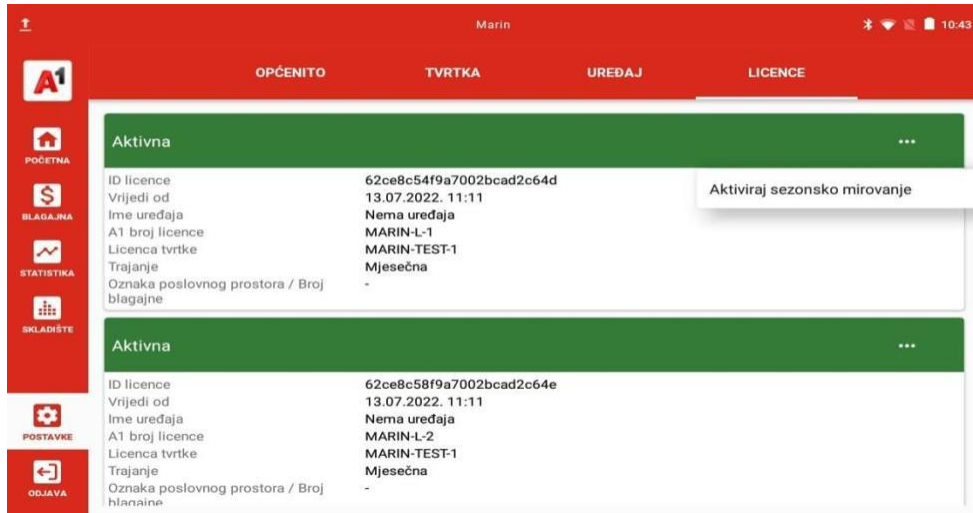 Marin
10:43
A1
OPĆENITO
TVRTKA
UREĐAJ
LICENCE
POČETNA
BLAGAJNA
STATISTIKA
SKLADIŠTE
POSTAVKE
ODJAVA
Aktivna
Aktiviraj sezonsko mirovanje
ID licence 62ce8c54f9a7002bcad2c64d
Vrijedi od 13.07.2022. 11:11
Ime uređaja Nema uređaja
A1 broj licence MARIN-L-1
Licenca tvrtke MARIN-TEST-1
Trajanje Mjesečna
Oznaka poslovnog prostora / Broj -
blagajne
Aktivna
ID licence 62ce8c58f9a7002bcad2c64e
Vrijedi od 13.07.2022. 11:11
Ime uređaja Nema uređaja
A1 broj licence MARIN-L-2
Licenca tvrtke MARIN-TEST-1
Trajanje Mjesečna
Oznaka poslovnog prostora / Broj -
blagajne